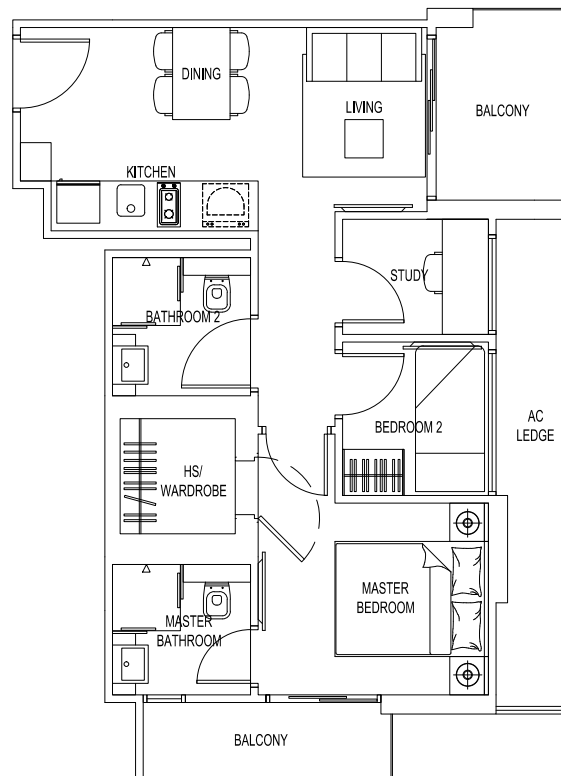 DINING
LIVING
BALCONY
KITCHEN
STUDY
BATHROOM 2
BEDROOM 2
AC
LEDGE
HS/
WARDROBE
MASTER
BEDROOM
MASTER
BATHROOM
BALCONY